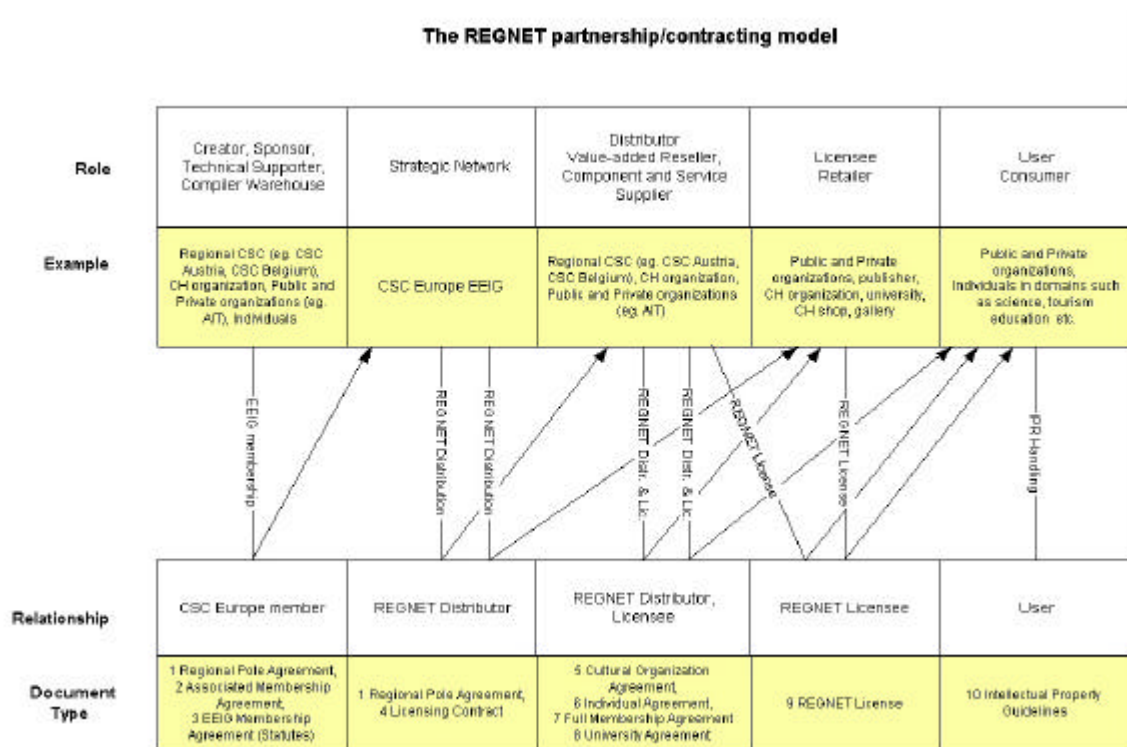 The REGNET partnership/contracting model
Role
Creator, Sponsor,
Technical Supporter,
Compiler Warehouse
Strategic Network
Distributor
Value-added Reseller,
Component and Service
Supplier
Licensee
Retailer
User
Consumer
Example
Regional CSC (eg. CSC
Austria, CSC Belgium),
CH organization, Public and
Private organizations (eg.
AIT), Individuals
CSC Europe EEIG
Regional CSC (eg. CSC Austria,
CSC Belgium), CH organization,
Public and Private organizations
(eg. AIT)
Public and Private
organizations, publisher,
CH organization, university,
CH shop, gallery
Public and Private
organizations,
Individuals in domains such
as science, tourism
education etc.
EEIG membership
REGNET Distribution
REGNET Distribution
REGNET Distr. & Lic.
REGNET Distr. & Lic.
REGNET License
REGNET License
IPR Handling
Relationship
CSC Europe member
REGNET Distributor
REGNET Distributor,
Licensee
REGNET Licensee
User
Document
Type
1 Regional Pole Agreement,
2 Associated Membership
Agreement,
3 EEIG Membership
Agreement (Statutes)
1 Regional Pole Agreement,
4 Licensing Contract
5 Cultural Organization
Agreement,
6 Individual Agreement,
7 Full Membership Agreement
8 University Agreement
9 REGNET License
10 Intellectual Property
Guidelines